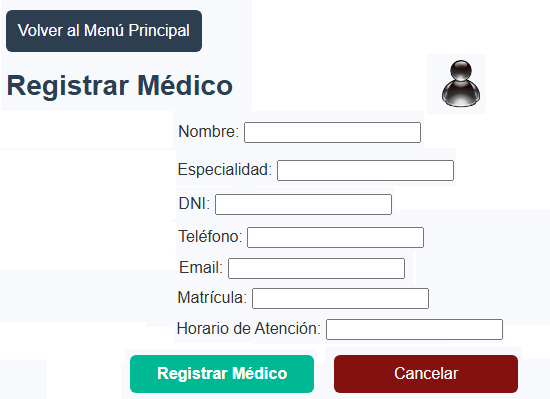 Volver al Menú Principal
Registrar Médico
Nombre:
Especialidad:
DNI:
Teléfono:
Email:
Matrícula:
Horario de Atención:
Registrar Médico
Cancelar